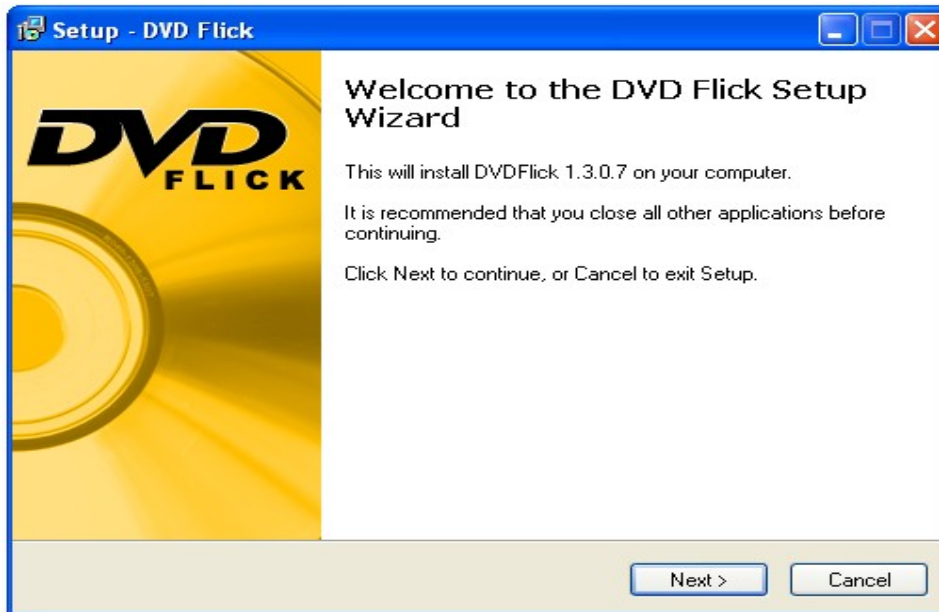 Setup - DVD Flick
DVD
FLICK
Welcome to the DVD Flick Setup
Wizard
This will install DVDFlick 1.3.0.7 on your computer.
It is recommended that you close all other applications before
continuing.
Click Next to continue, or Cancel to exit Setup.
Next >
Cancel